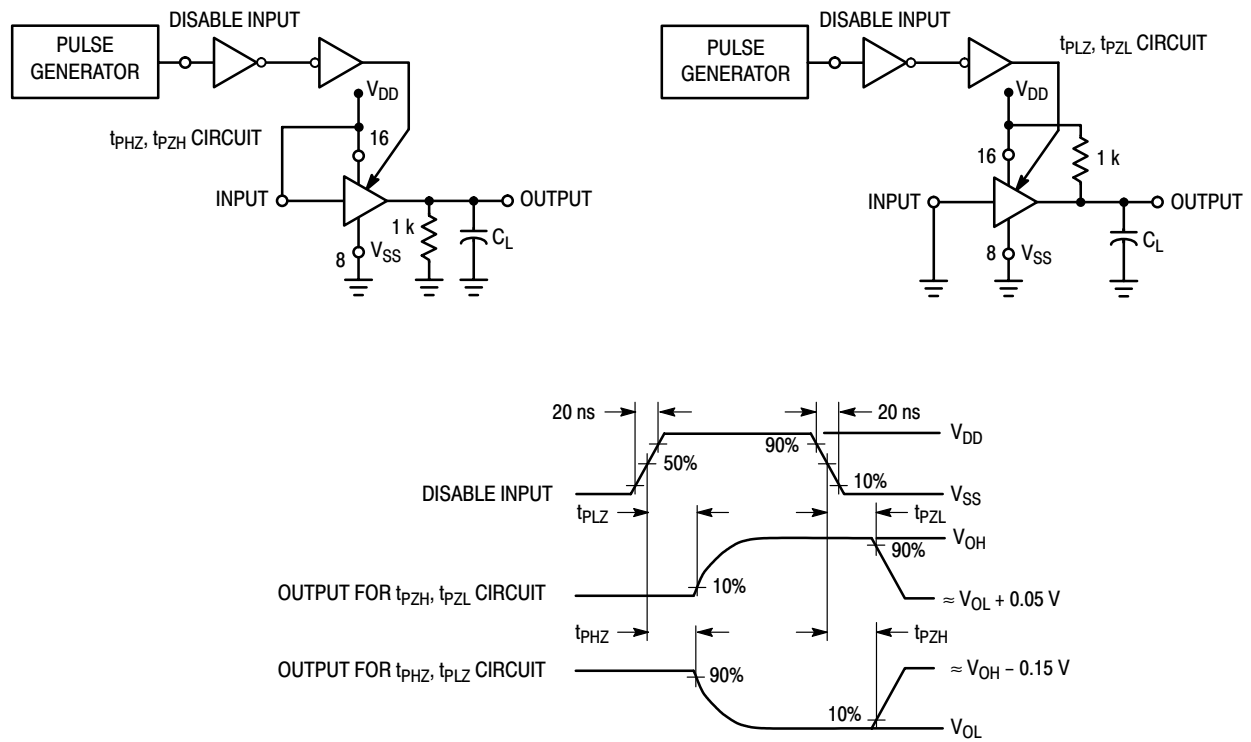 DISABLE INPUT
PULSE
GENERATOR
VDD
tPHZ, tPZH CIRCUIT
16
INPUT
OUTPUT
1 k
CL
8
VSS
DISABLE INPUT
PULSE
GENERATOR
tPLZ, tPZL CIRCUIT
VDD
16
1 k
INPUT
OUTPUT
CL
8
VSS
20 ns
20 ns
90%
VDD
50%
10%
DISABLE INPUT
VSS
tPLZ
tPZL
VOH
90%
10%
OUTPUT FOR tPZH, tPZL CIRCUIT
≈ VOL + 0.05 V
tPHZ
tPZH
OUTPUT FOR tPHZ, tPLZ CIRCUIT
90%
≈ VOH – 0.15 V
10%
VOL